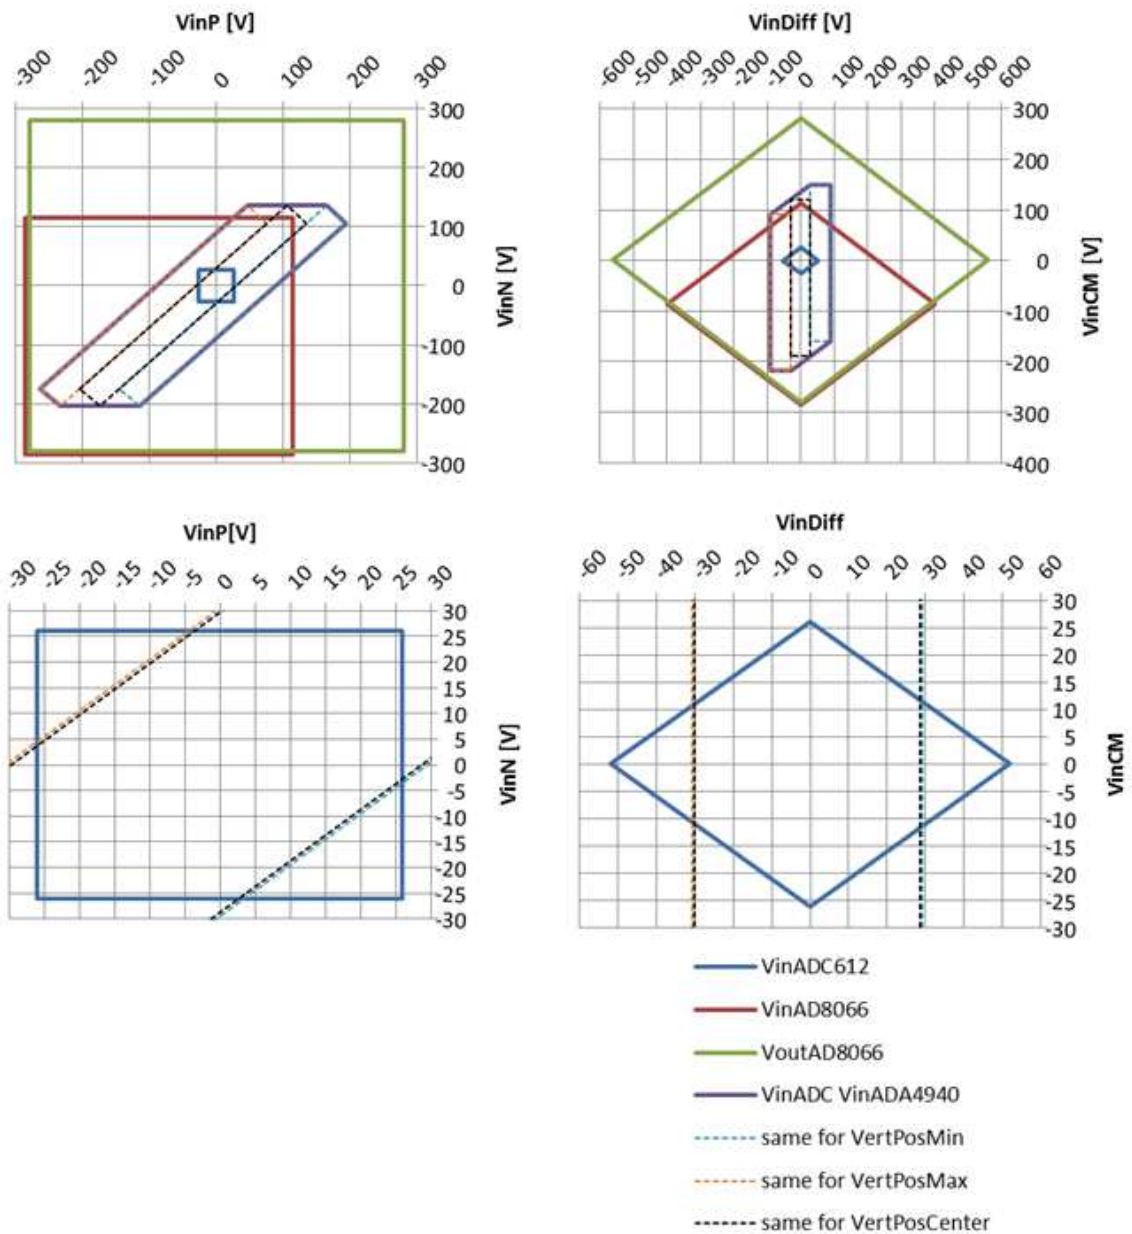 VinP [V]
-300 -200 -100 0 100 200 300
300
200
100
0
-100
-200
-300
VinN [V]
VinDiff [V]
-600 -500 -400 -300 -200 -100 0 100 200 300 400 500 600
300
200
100
0
-100
-200
-300
-400
VinCM [V]
VinP[V]
-30 -25 -20 -15 -10 -5 0 5 10 15 20 25 30
30
25
20
15
10
5
0
-5
-10
-15
-20
-25
-30
VinN [V]
VinDiff
-60 -50 -40 -30 -20 -10 0 10 20 30 40 50 60
30
25
20
15
10
5
0
-5
-10
-15
-20
-25
-30
VinCM
VinADC612
VinAD8066
VoutAD8066
VinADC VinADA4940
same for VertPosMin
same for VertPosMax
same for VertPosCenter